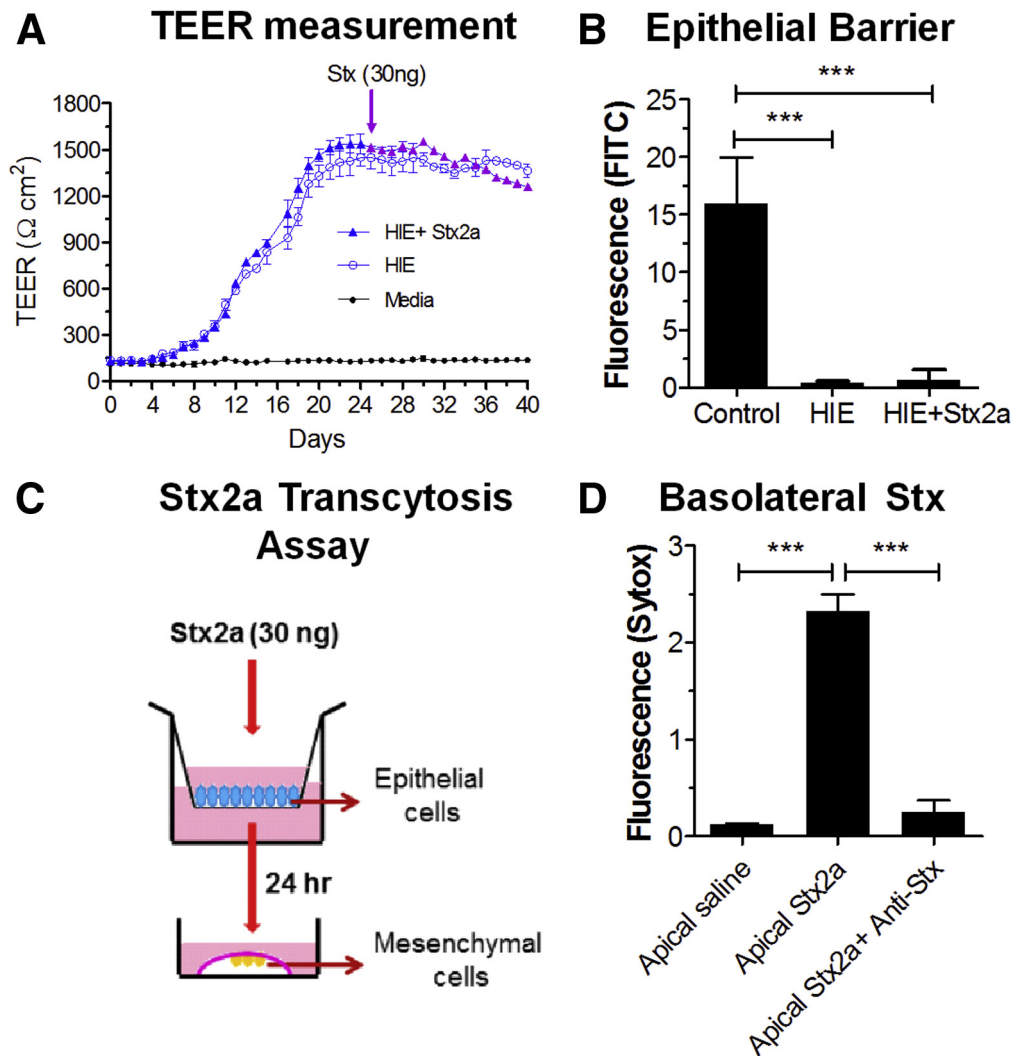 A TEER measurement
Stx (30ng)
1800
1500
1200
900
600
300
0
TEER (Ω cm²)
HIE+ Stx2a
HIE
Media
0 4 8 12 16 20 24 28 32 36 40
Days
B Epithelial Barrier
***
***
25
20
15
10
5
0
Fluorescence (FITC)
Control HIE HIE+Stx2a
C Stx2a Transcytosis
Assay
Stx2a (30 ng)
Epithelial
cells
24 hr
Mesenchymal
cells
D Basolateral Stx
*** ***
3
2
1
0
Fluorescence (Sytox)
Apical saline
Apical Stx2a
Apical Stx2a+ Anti-Stx